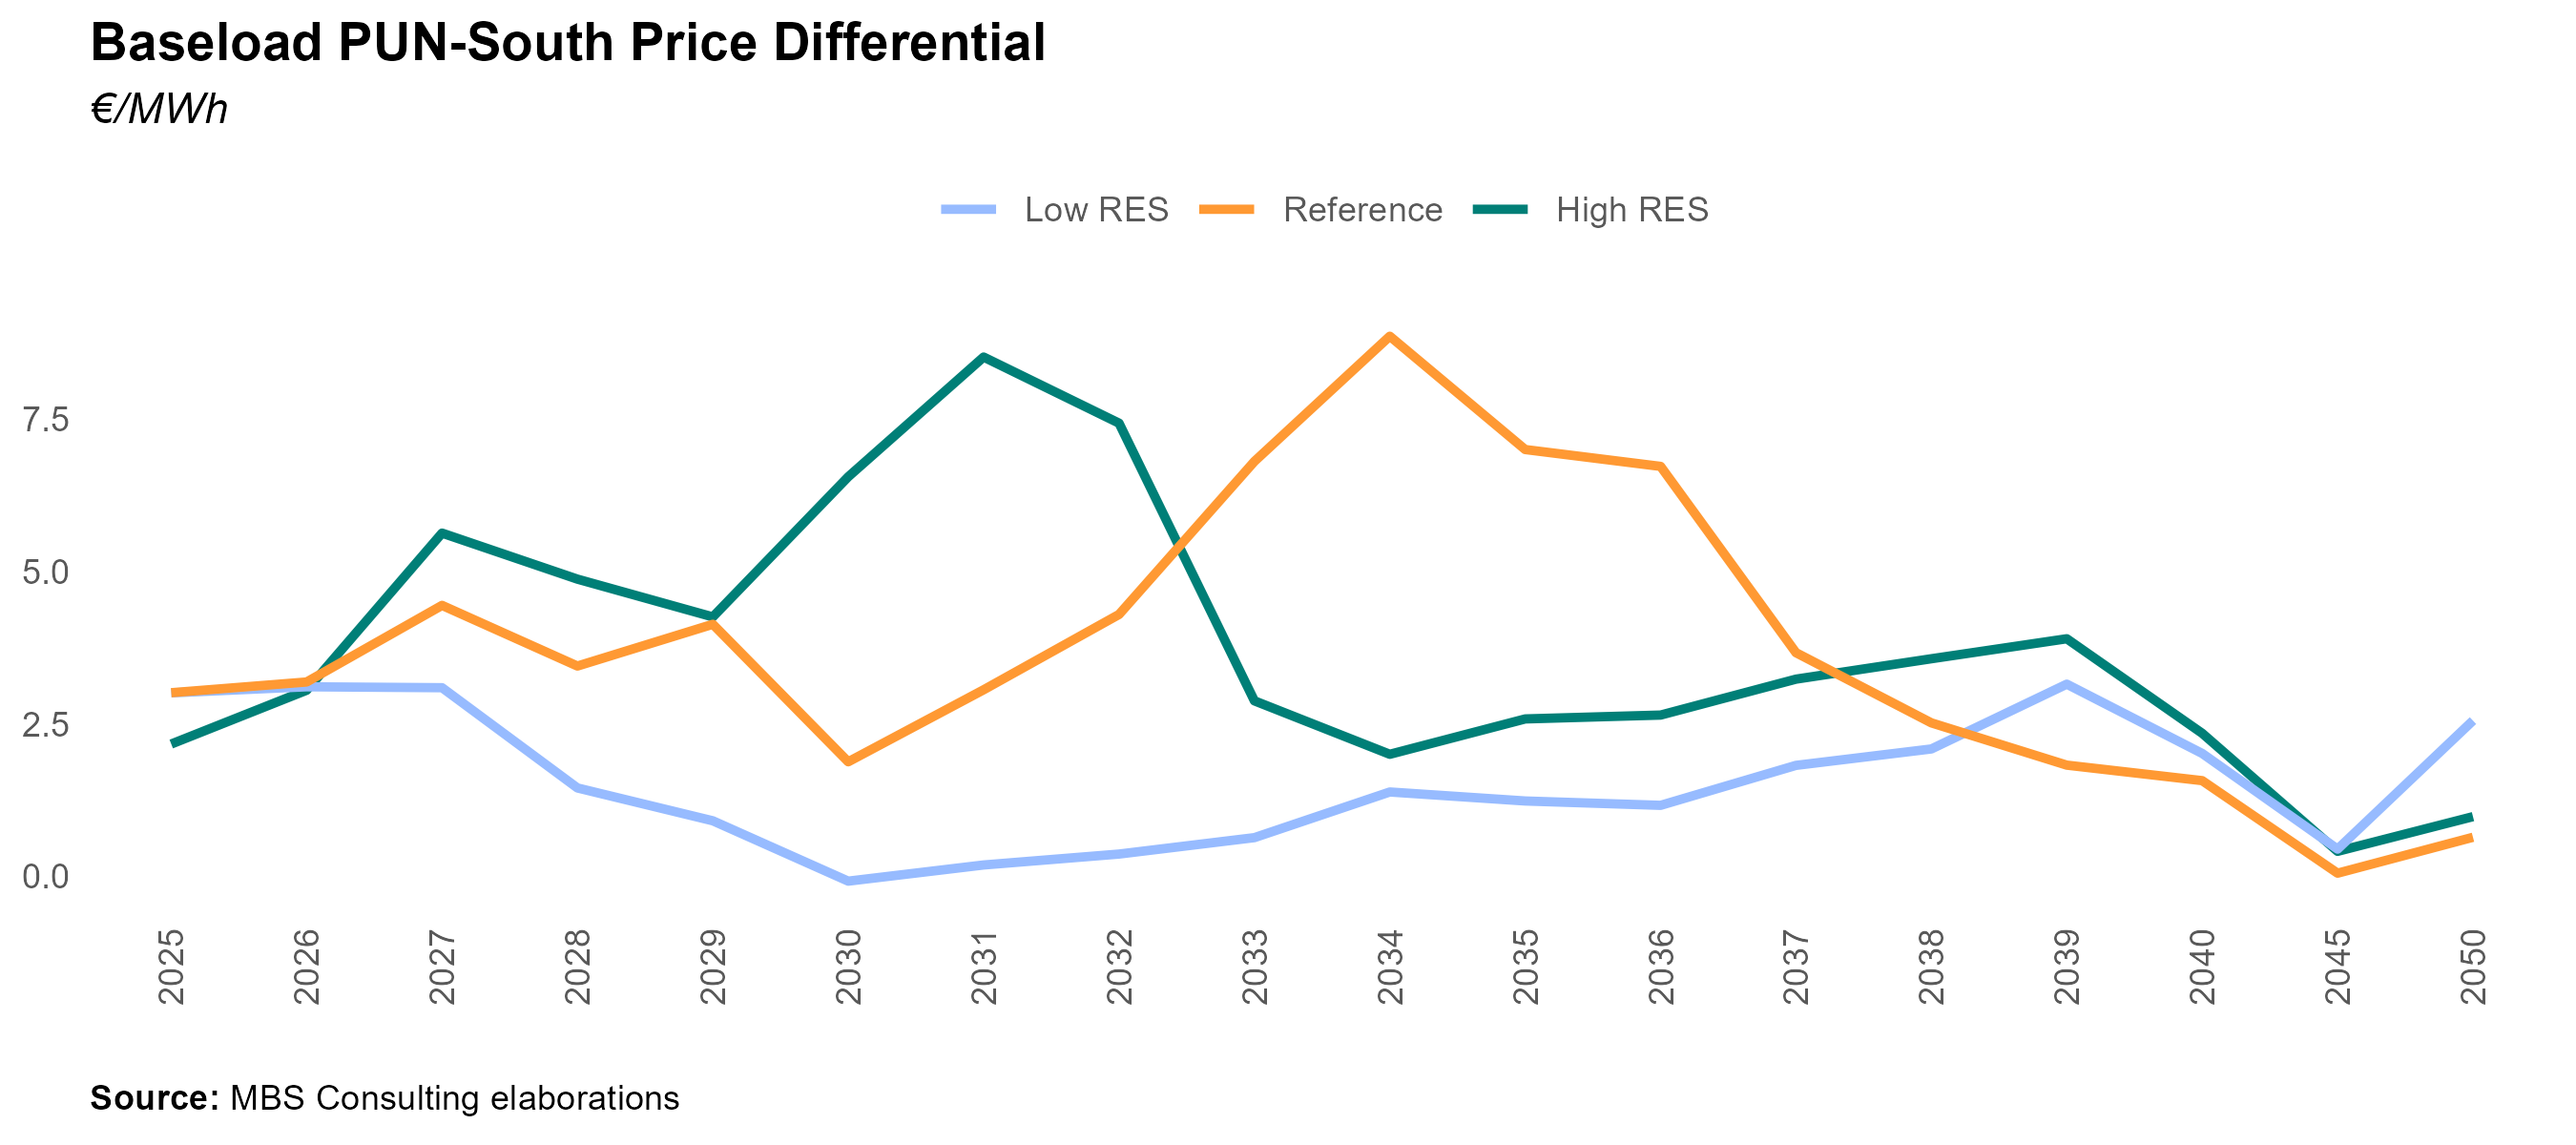 Baseload PUN-South Price Differential
€/MWh
Low RES Reference High RES
7.5
5.0
2.5
0.0
2025 2026 2027 2028 2029 2030 2031 2032 2033 2034 2035 2036 2037 2038 2039 2040 2045 2050
Source: MBS Consulting elaborations